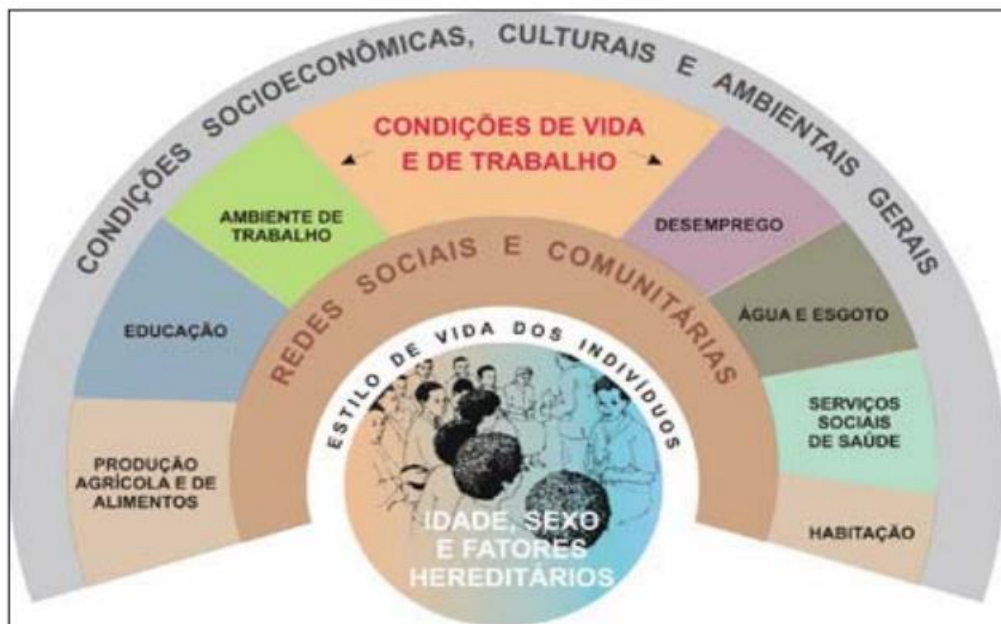 CONDIÇÕES SOCIOECONÔMICAS, CULTURAIS E AMBIENTAIS GERAIS
CONDIÇÕES DE VIDA
E DE TRABALHO
AMBIENTE DE
TRABALHO
DESEMPREGO
EDUCAÇÃO
ÁGUA E ESGOTO
PRODUÇÃO
AGRÍCOLA E DE
ALIMENTOS
SERVIÇOS
SOCIAIS
DE SAÚDE
HABITAÇÃO
REDES SOCIAIS E COMUNITÁRIAS
ESTILO DE VIDA DOS INDIVÍDUOS
IDADE, SEXO
E FATORES
HEREDITÁRIOS